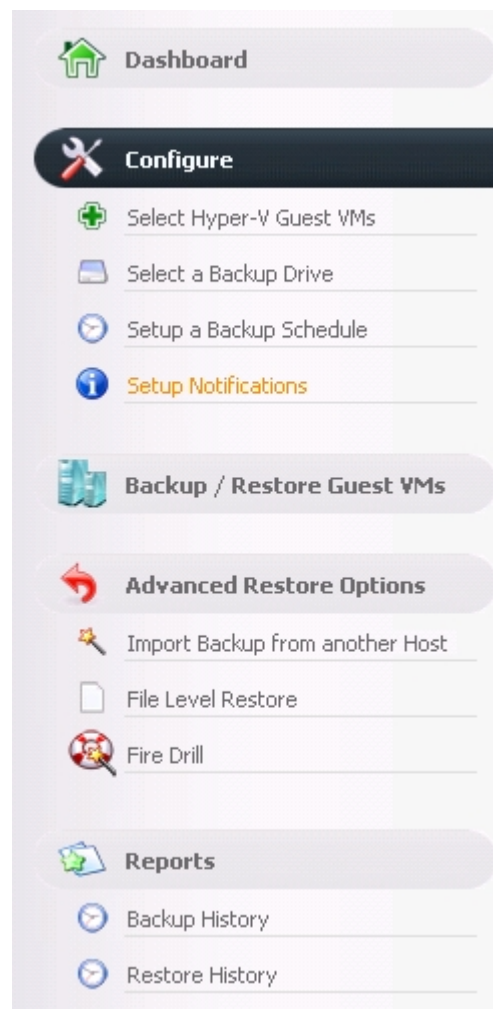 Dashboard
Configure
Select Hyper-V Guest VMs
Select a Backup Drive
Setup a Backup Schedule
Setup Notifications
Backup / Restore Guest VMs
Advanced Restore Options
Import Backup from another Host
File Level Restore
Fire Drill
Reports
Backup History
Restore History